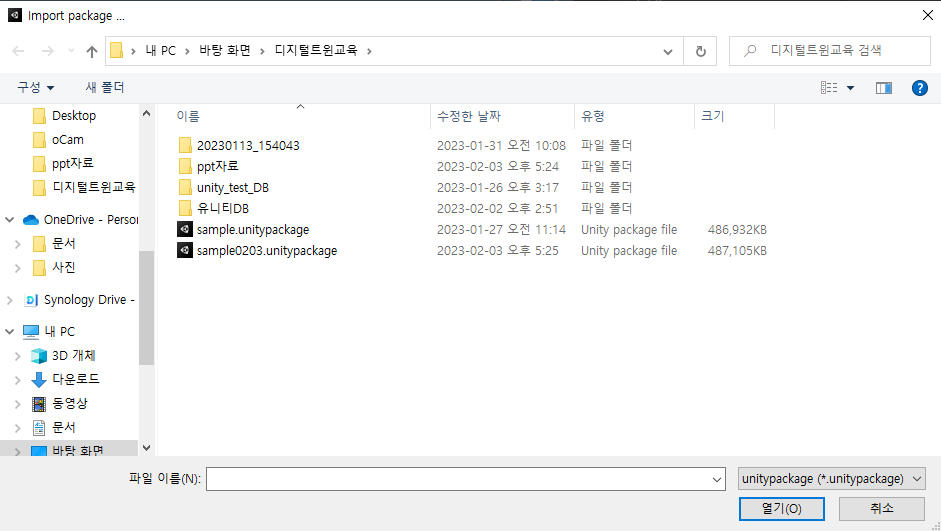 Import package ...
내 PC > 바탕 화면 > 디지털트윈교육 >
디지털트윈교육 검색
구성
새 폴더
Desktop
oCam
ppt자료
디지털트윈교육
OneDrive - Person
문서
사진
Synology Drive -
내 PC
3D 개체
다운로드
동영상
문서
바탕 화면
이름 수정한 날짜 유형 크기
20230113_154043 2023-01-31 오전 10:08 파일 폴더
ppt자료 2023-02-03 오후 5:24 파일 폴더
unity_test_DB 2023-01-26 오후 3:17 파일 폴더
유니티DB 2023-02-02 오후 2:51 파일 폴더
sample.unitypackage 2023-01-27 오전 11:14 Unity package file 486,932KB
sample0203.unitypackage 2023-02-03 오후 5:25 Unity package file 487,105KB
파일 이름(N):
unitypackage (*.unitypackage)
열기(O)
취소